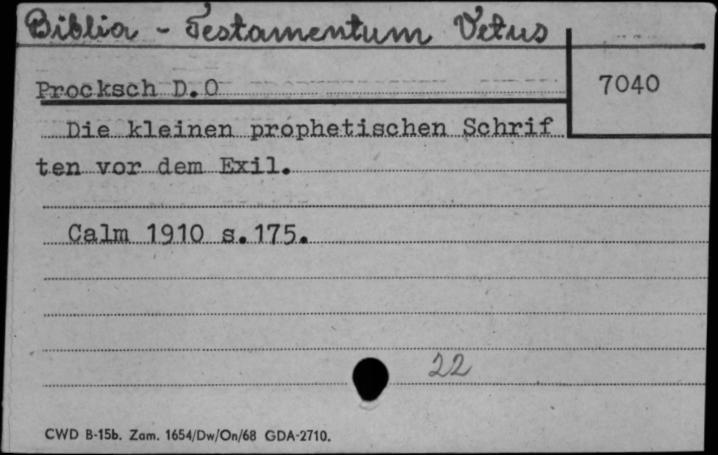 Biblia - Testamentum Vetus
Procksch D.O
7040
Die kleinen prophetischen Schrif
ten vor dem Exil.
Calm 1910 s.175.
22
CWD B-15b. Zam. 1654/Dw/On/68 GDA-2710.